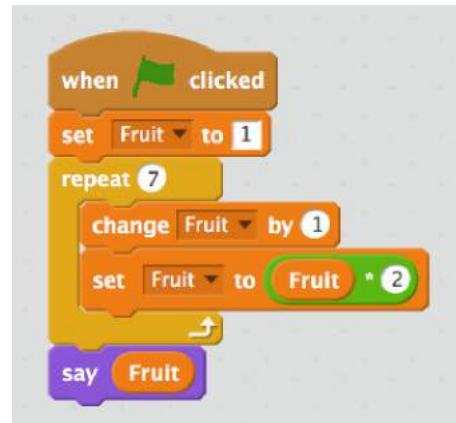 when clicked
set Fruit to 1
repeat 7
change Fruit by 1
set Fruit to Fruit * 2
say Fruit